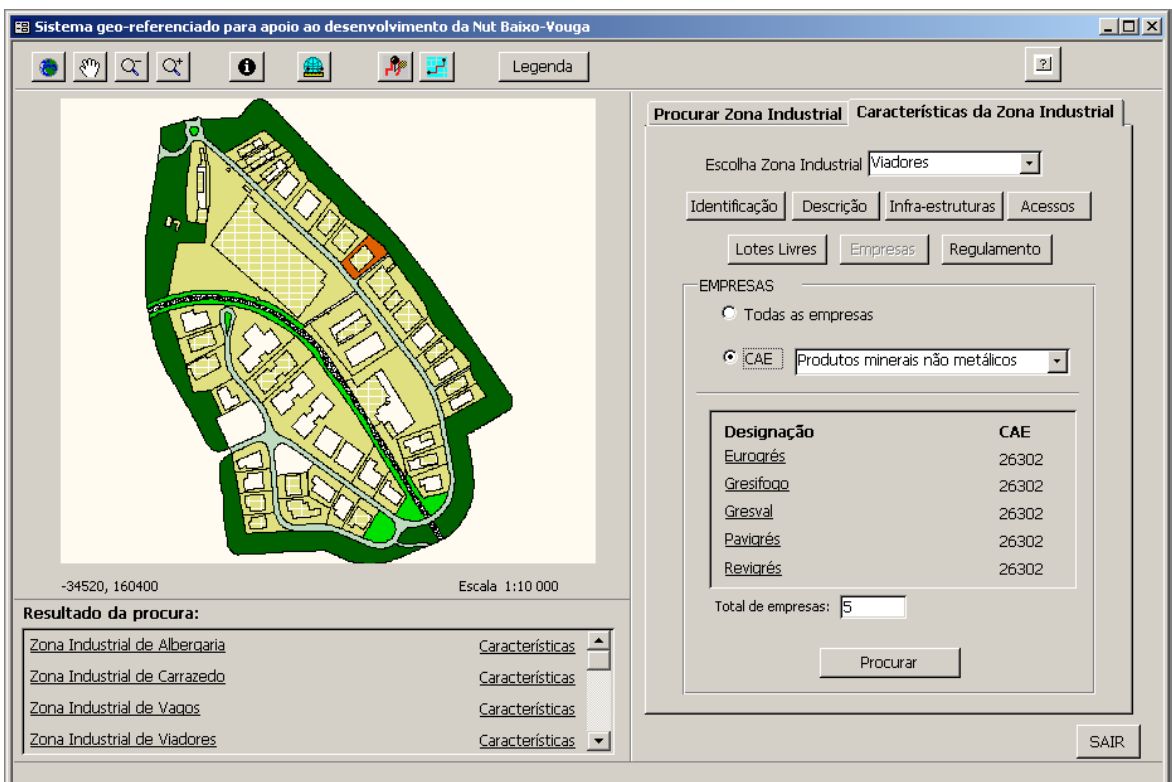 Sistema geo-referenciado para apoio ao desenvolvimento da Nut Baixo-Vouga
Legenda
?
Procurar Zona Industrial
Características da Zona Industrial
Escolha Zona Industrial Viadores
Identificação Descrição Infra-estruturas Acessos
Lotes Livres Empresas Regulamento
EMPRESAS
Todas as empresas
CAE Produtos minerais não metálicos
Designação CAE
Eurogrés 26302
Gresifogo 26302
Gresval 26302
Pavigrés 26302
Revigrés 26302
Total de empresas: 5
Procurar
-34520, 160400 Escala 1:10 000
Resultado da procura:
Zona Industrial de Albergaria Características
Zona Industrial de Carrazedo Características
Zona Industrial de Vagos Características
Zona Industrial de Viadores Características
SAIR